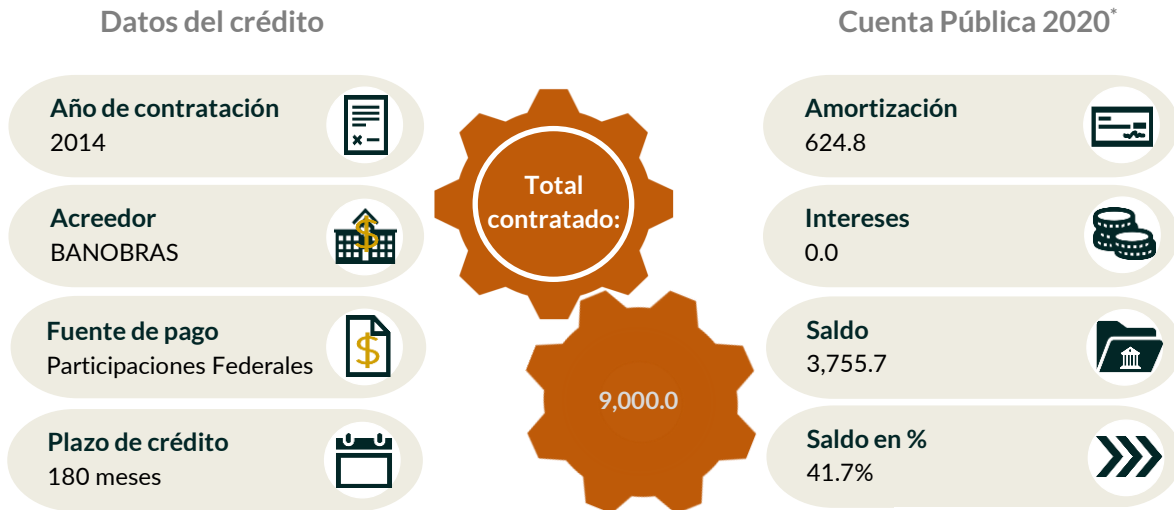 Datos del crédito
Año de contratación
2014
Acreedor
BANOBRAS
Fuente de pago
Participaciones Federales
Plazo de crédito
180 meses
Total
contratado:
9,000.0
Cuenta Pública 2020*
Amortización
624.8
Intereses
0.0
Saldo
3,755.7
Saldo en %
41.7%